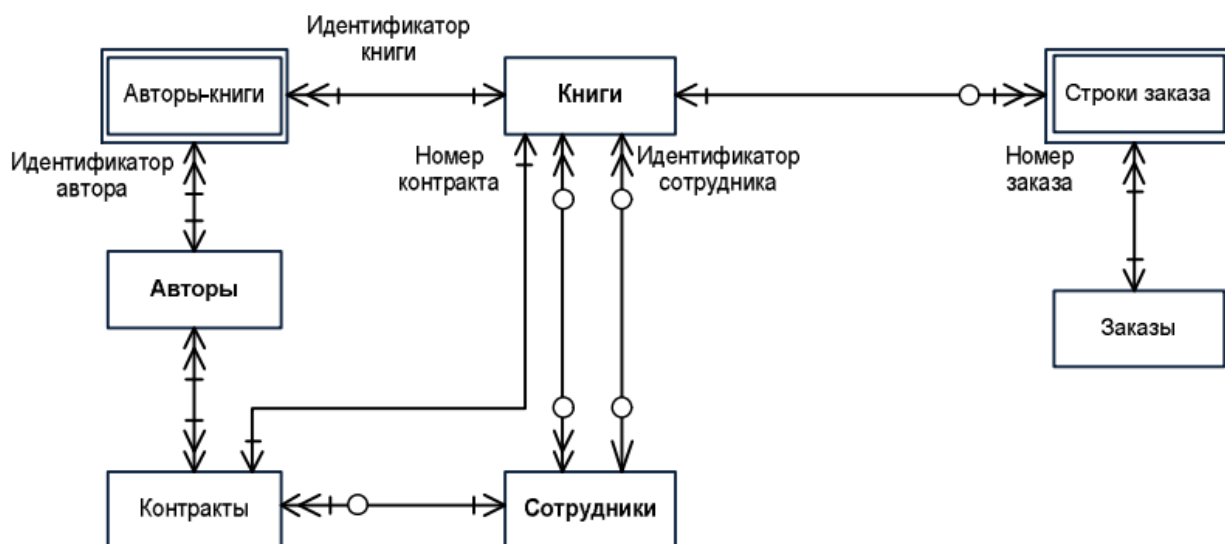 Идентификатор
книги
Авторы-книги
Книги
Строки заказа
Идентификатор
автора
Номер
контракта
Идентификатор
сотрудника
Номер
заказа
Авторы
Заказы
Контракты
Сотрудники